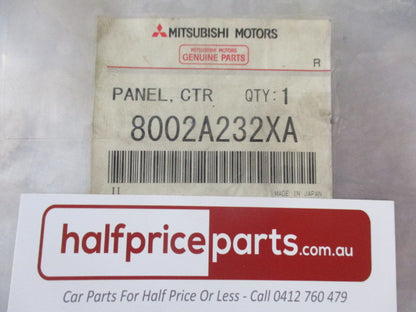 MITSUBISHI MOTORS
MITSUBISHI MOTORS
GENUINE PARTS
R
PANEL, CTR QTY: 1
8002A232XA
MADE IN JAPAN
halfpriceparts.com.au
Car Parts For Half Price Or Less - Call 0412 760 479